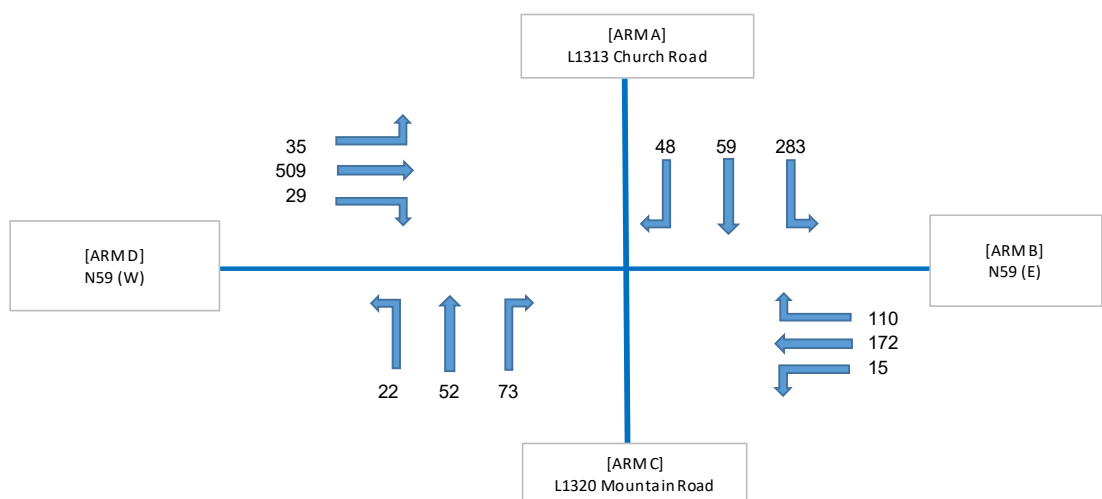 [ARM A]
L1313 Church Road
35
509
29
48 59 283
[ARM D]
N59 (W)
[ARM B]
N59 (E)
110
172
15
22 52 73
[ARM C]
L1320 Mountain Road